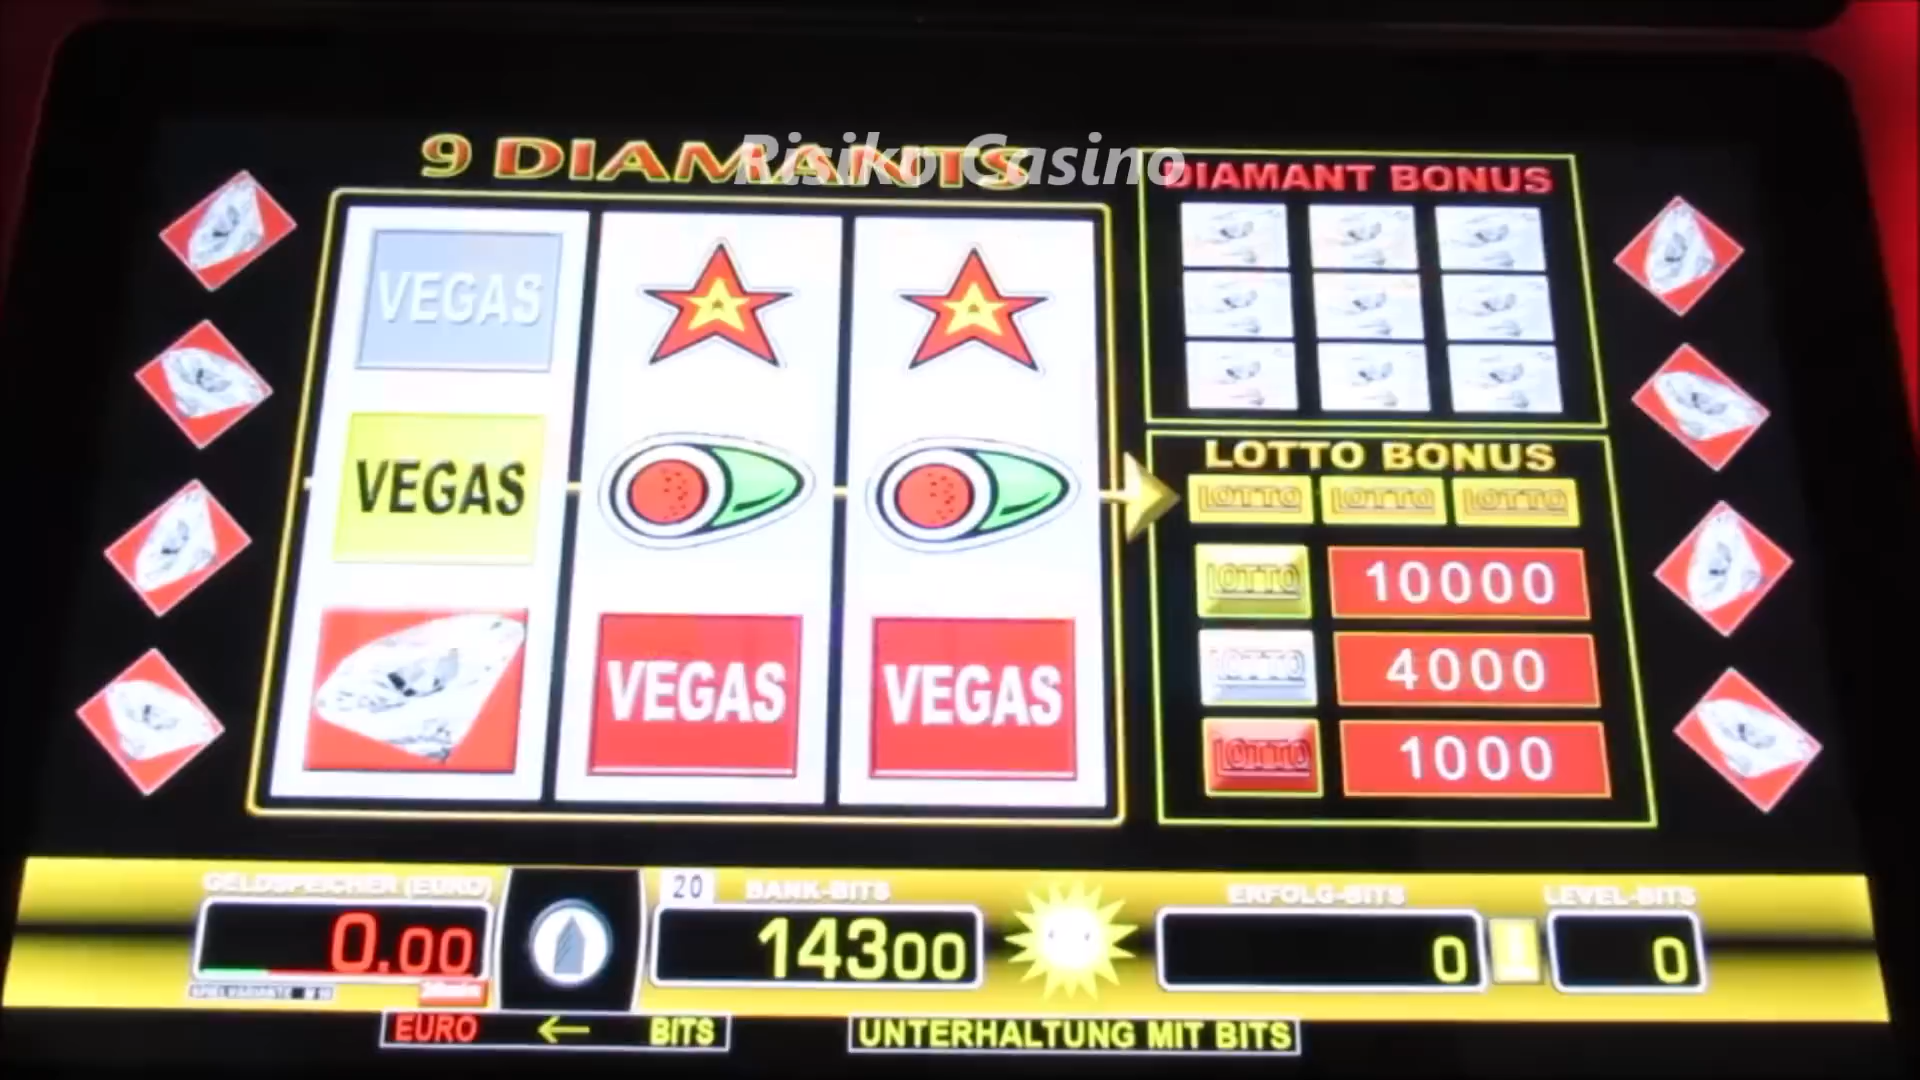 9 DIAMANTS
Risiko Casino
DIAMANT BONUS
VEGAS
VEGAS
VEGAS
VEGAS
LOTTO BONUS
LOTTO LOTTO LOTTO
LOTTO 10000
LOTTO 4000
LOTTO 1000
GELDSPEICHER (EURO)
20 BANK-BITS
ERFOLG-BITS
LEVEL-BITS
0.00
14300
0
0
EURO ← BITS
UNTERHALTUNG MIT BITS